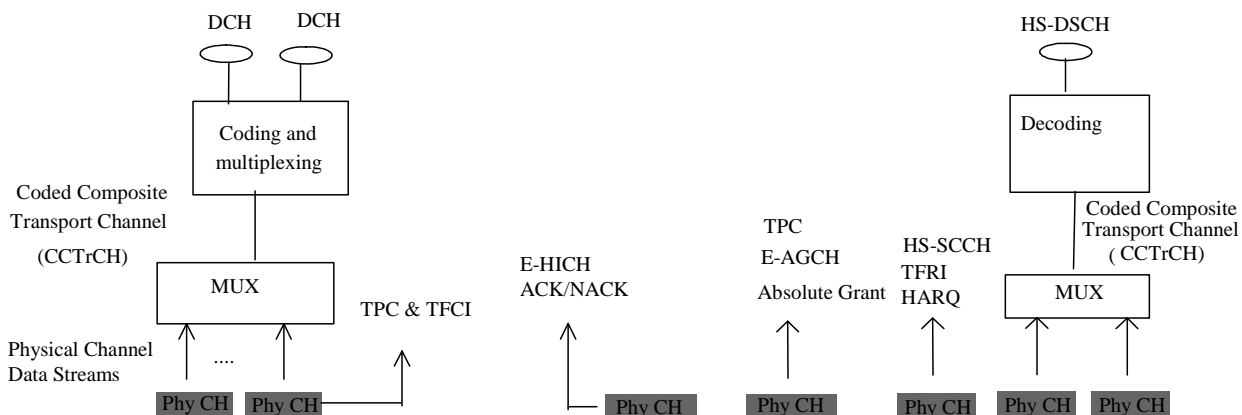 DCH
DCH
HS-DSCH
Coding and
multiplexing
Decoding
Coded Composite
Transport Channel
(CCTrCH)
Coded Composite
Transport Channel
( CCTrCH)
MUX
TPC & TFCI
E-HICH
ACK/NACK
TPC
E-AGCH
Absolute Grant
HS-SCCH
TFRI
HARQ
MUX
Physical Channel
Data Streams
....
Phy CH
Phy CH
Phy CH
Phy CH
Phy CH
Phy CH
Phy CH